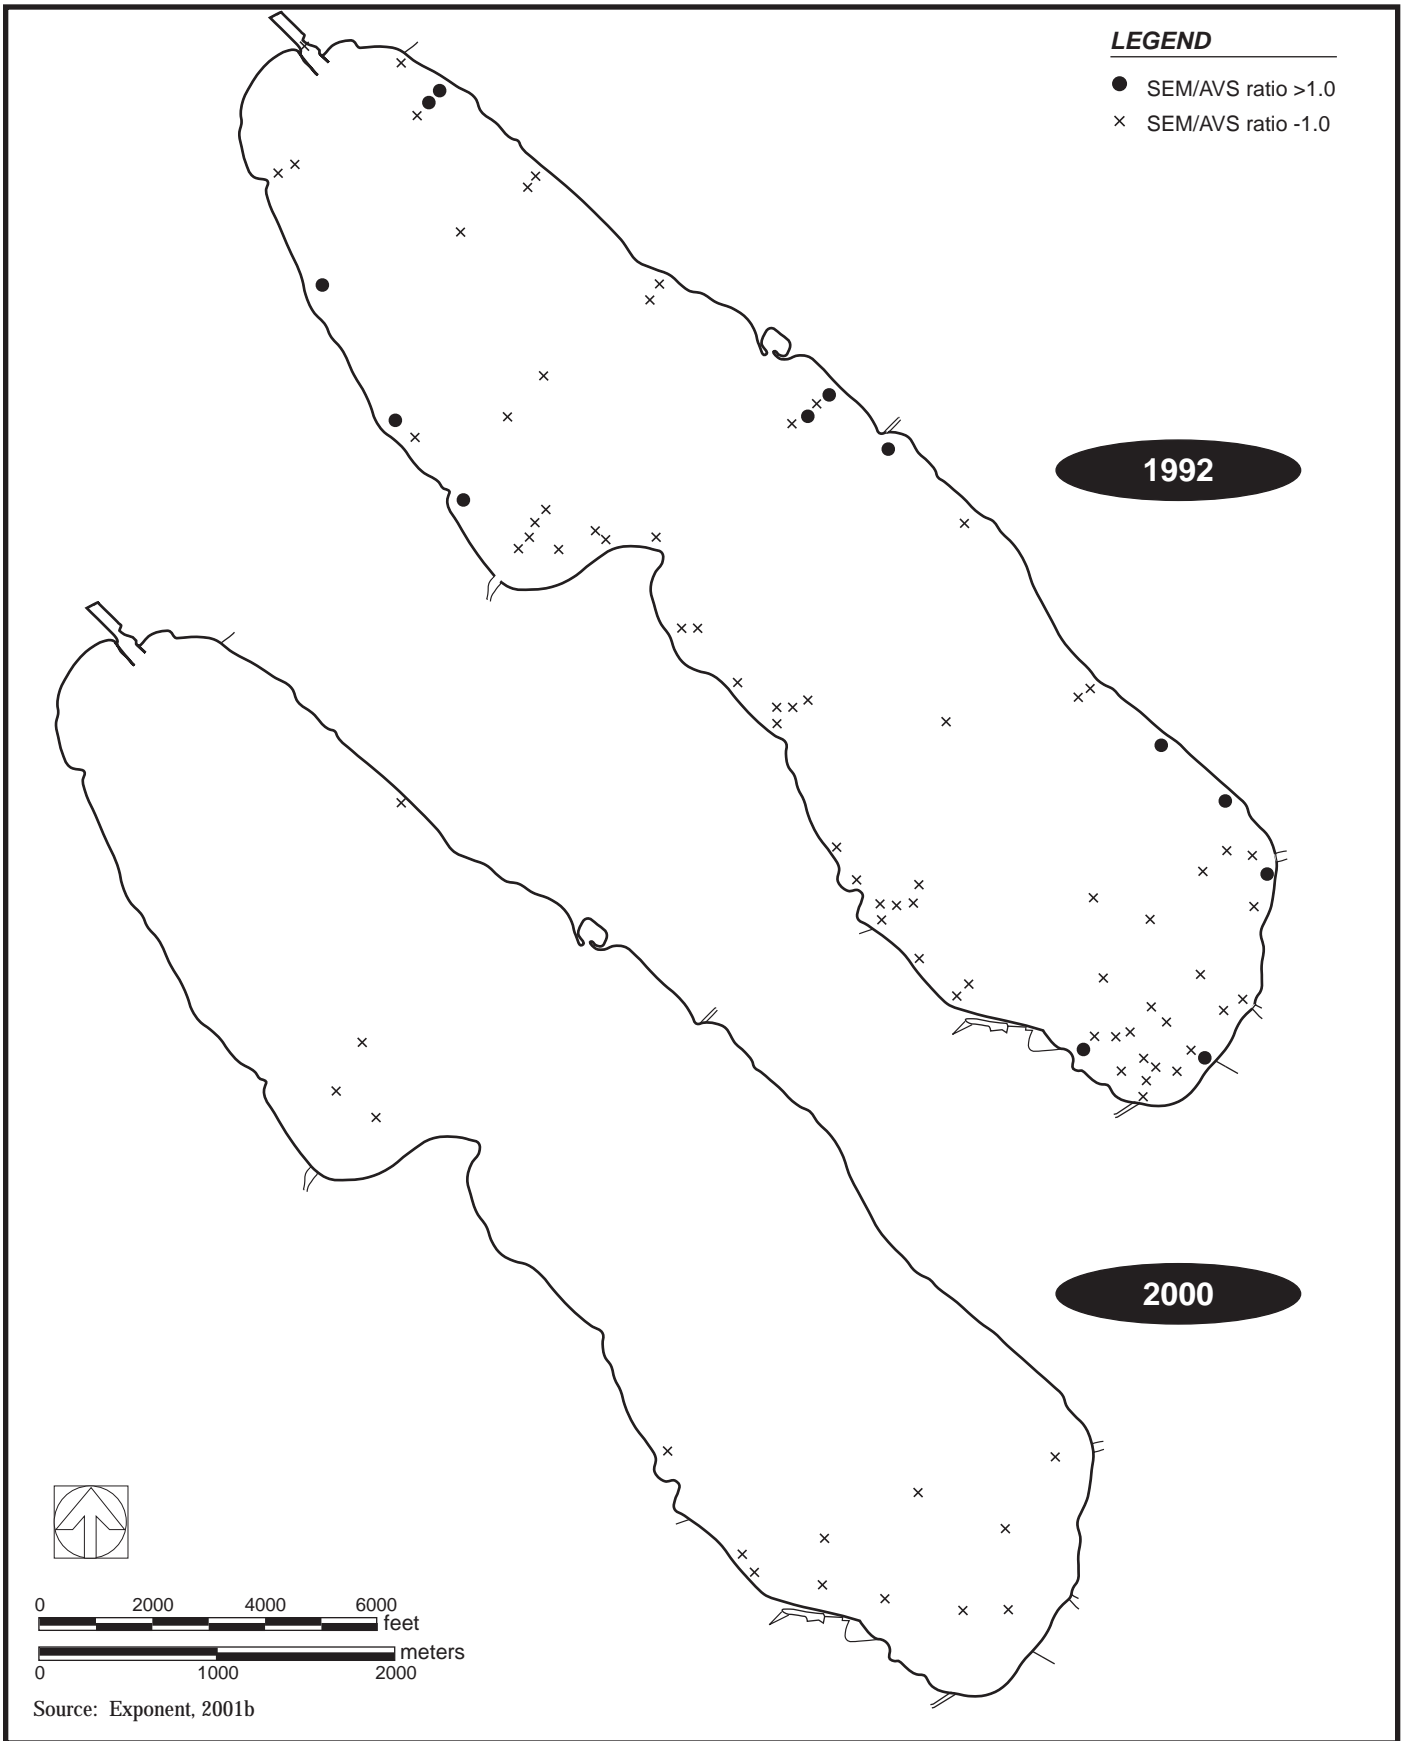 LEGEND
SEM/AVS ratio >1.0
SEM/AVS ratio -1.0
1992
2000
0 2000 4000 6000
feet
meters
0 1000 2000
Source: Exponent, 2001b